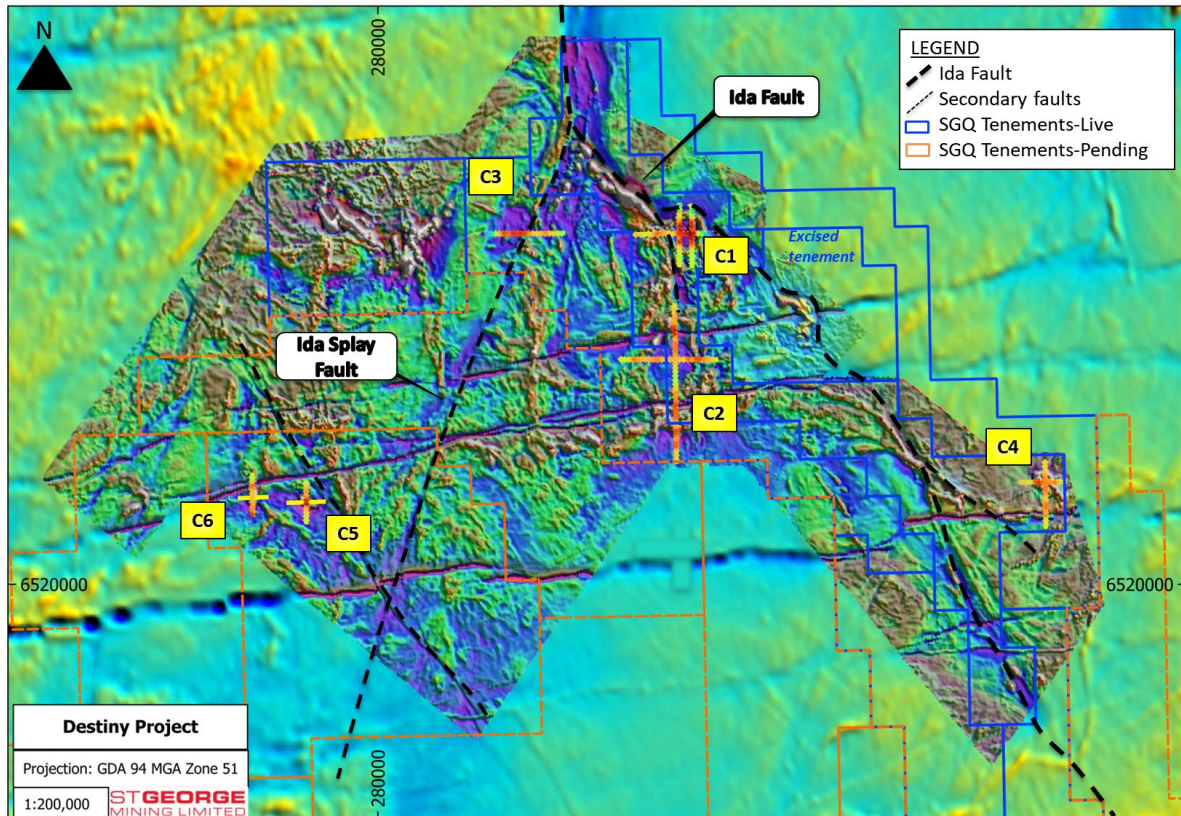 N
280000
LEGEND
Ida Fault
Secondary faults
SGQ Tenements-Live
SGQ Tenements-Pending
Ida Fault
C3
C1
Excised
tenement
Ida Splay
Fault
C2
C4
C6
C5
6520000
6520000
Destiny Project
Projection: GDA 94 MGA Zone 51
1:200,000
STGEORGE
MINING LIMITED
280000